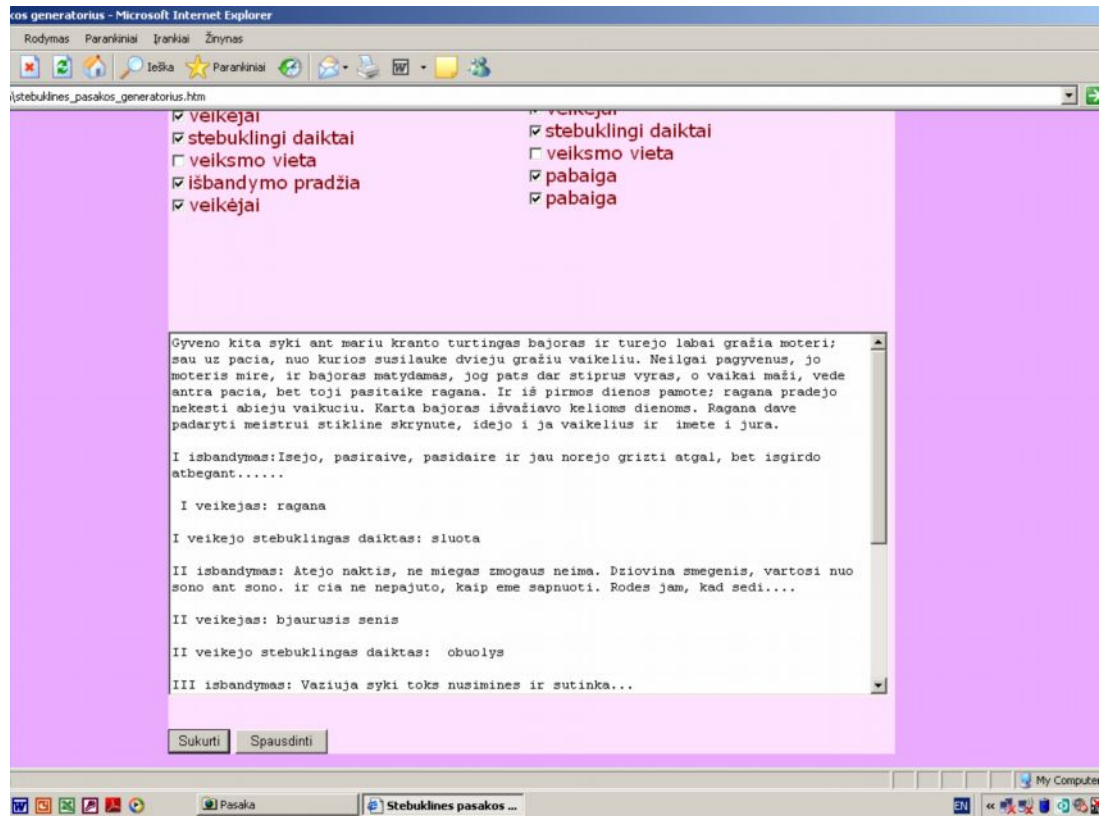 kos generatorius - Microsoft Internet Explorer
Rodymas Parankiniai Įrankiai Žinynas
Ieška Parankiniai
\stebuklines_pasakos_generatorius.htm
veikėjai veikėjai
stebuklingi daiktai stebuklingi daiktai
veiksmo vieta veiksmo vieta
išbandymo pradžia pabaiga
veikėjai pabaiga
Gyveno kita syki ant mariu kranto turtingas bajoras ir turejo labai gražia moteri;
sau uz pacia, nuo kurios susilauke dvieju gražiu vaikeliu. Neilgai pagyvenus, jo
moteris mire, ir bajoras matydamas, jog pats dar stiprus vyras, o vaikai maži, vede
antra pacia, bet toji pasitaike ragana. Ir iš pirmos dienos pamote; ragana pradejo
nekesti abieju vaikuciu. Karta bajoras išvažiavo kelioms dienoms. Ragana dave
padaryti meistrui stikline skrynute, idejo i ja vaikelius ir imete i jura.
I isbandymas:Isejo, pasiraive, pasidaire ir jau norejo grizti atgal, bet isgirdo
atbegant......
I veikejas: ragana
I veikejo stebuklingas daiktas: sluota
II isbandymas: Atejo naktis, ne miegas zmogaus neima. Dziovina smegenis, vartosi nuo
sono ant sono. ir cia ne nepajuto, kaip eme sapnuoti. Rodes jam, kad sedi....
II veikejas: bjaurusis senis
II veikejo stebuklingas daiktas: obuolys
III isbandymas: Vaziuja syki toks nusimines ir sutinka...
Sukurti Spausdinti
My Computer
Pasaka Stebuklines pasakos ... EN